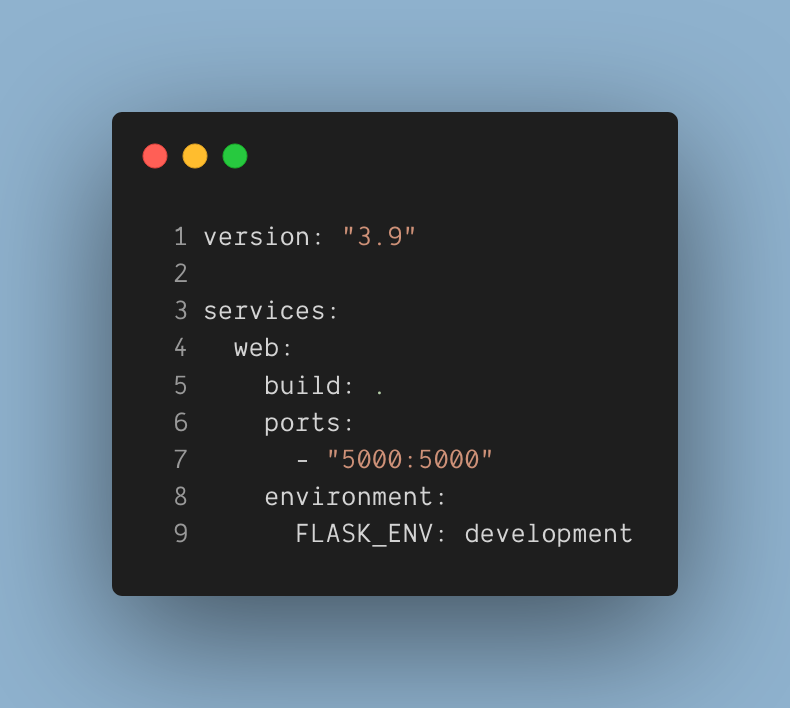 1 version: "3.9"
2
3 services:
4   web:
5     build: .
6     ports:
7       - "5000:5000"
8     environment:
9       FLASK_ENV: development